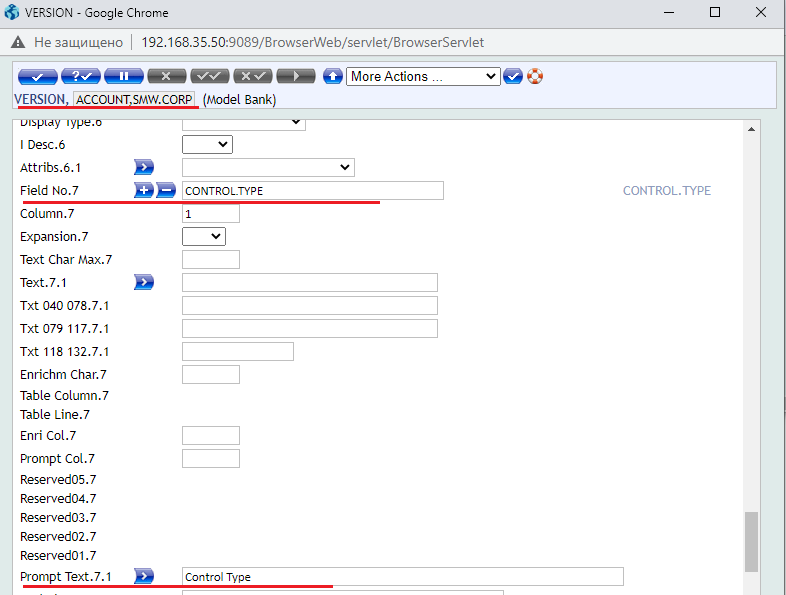 VERSION - Google Chrome
Не защищено 192.168.35.50:9089/BrowserWeb/servlet/BrowserServlet
More Actions ...
VERSION, ACCOUNT,SMW.CORP (Model Bank)
Display Type.6
I Desc.6
Attribs.6.1
Field No.7 CONTROL.TYPE CONTROL.TYPE
Column.7 1
Expansion.7
Text Char Max.7
Text.7.1
Txt 040 078.7.1
Txt 079 117.7.1
Txt 118 132.7.1
Enrichm Char.7
Table Column.7
Table Line.7
Enri Col.7
Prompt Col.7
Reserved05.7
Reserved04.7
Reserved03.7
Reserved02.7
Reserved01.7
Prompt Text.7.1 Control Type